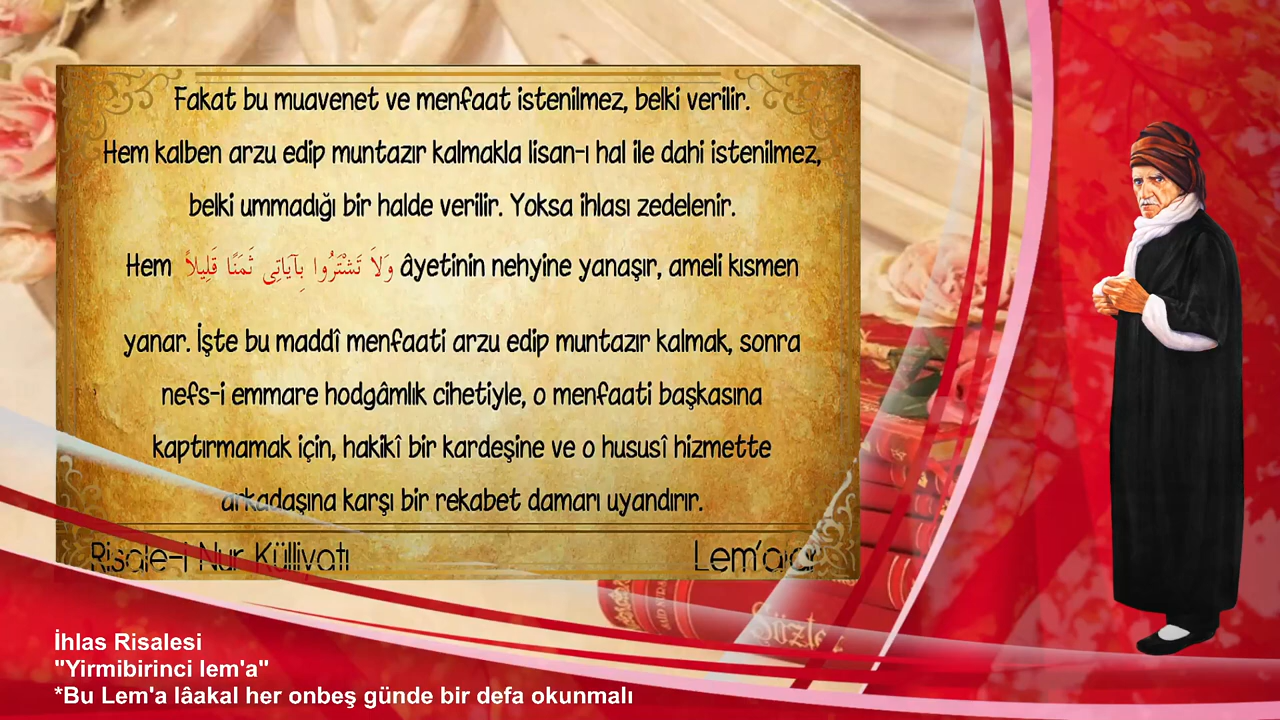 Fakat bu muavenet ve menfaat istenilmez, belki verilir.
Hem kalben arzu edip muntazır kalmakla lisan-ı hal ile dahi istenilmez,
belki ummadığı bir halde verilir. Yoksa ihlası zedelenir.
Hem وَلاَ تَشْتَرُوا بِآيَاتِى ثَمَنًا قَلِيلاً âyetinin nehyine yanaşır, ameli kısmen
yanar. İşte bu maddî menfaati arzu edip muntazır kalmak, sonra
nefs-i emmare hodgâmlık cihetiyle, o menfaati başkasına
kaptırmamak için, hakikî bir kardeşine ve o hususî hizmette
arkadaşına karşı bir rekabet damarı uyandırır.
Risale-i Nur Külliyatı Lem'alar
İhlas Risalesi
"Yirmibirinci lem'a"
*Bu Lem'a lâakal her onbeş günde bir defa okunmalı